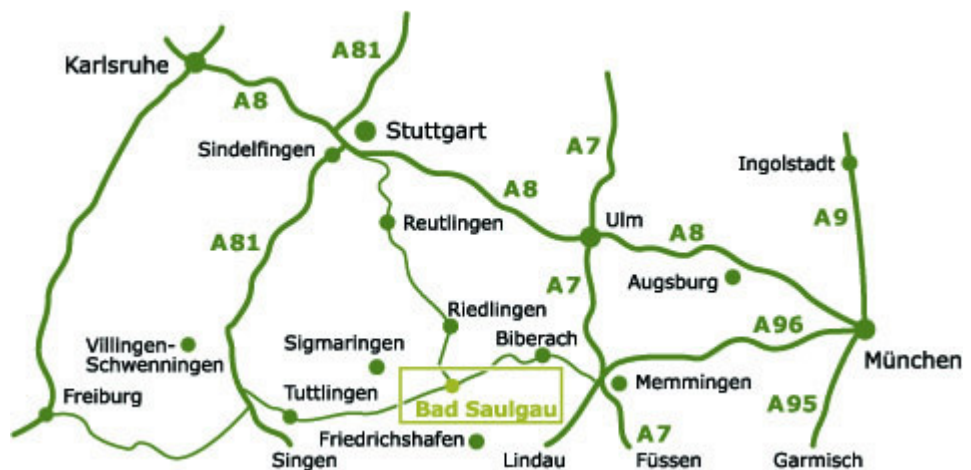 A81
Karlsruhe
A8
Stuttgart
Sindelfingen
A7
Ingolstadt
A8
Reutlingen
Ulm
A8
A9
A81
A7
Augsburg
Riedlingen
A96
Villingen-
Schwenningen
Sigmaringen
Biberach
München
Freiburg
Tuttlingen
Bad Saulgau
Memmingen
A95
Friedrichshafen
A7
Singen
Lindau
Füssen
Garmisch